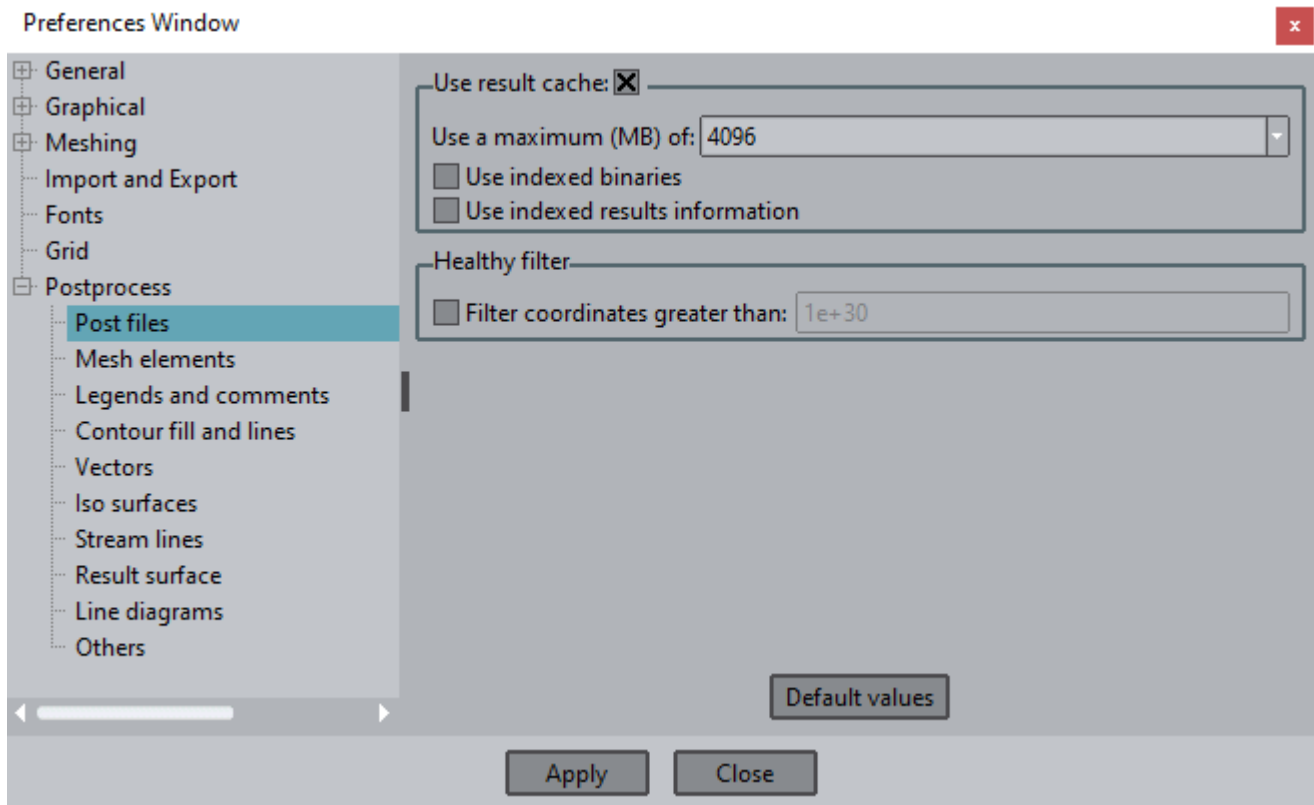 Preferences Window
x
General
Graphical
Meshing
Import and Export
Fonts
Grid
Postprocess
Post files
Mesh elements
Legends and comments
Contour fill and lines
Vectors
Iso surfaces
Stream lines
Result surface
Line diagrams
Others
Use result cache:
Use a maximum (MB) of: 4096
Use indexed binaries
Use indexed results information
Healthy filter
Filter coordinates greater than: 1e+30
Default values
Apply Close